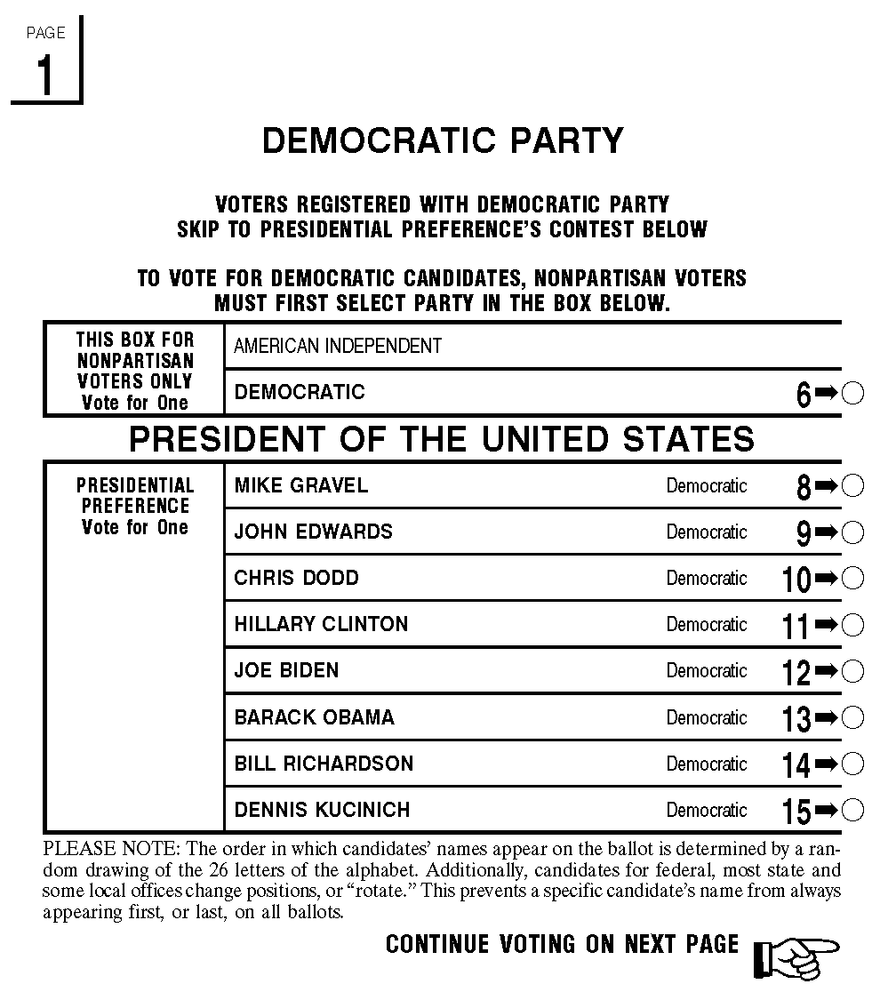 PAGE
1
DEMOCRATIC PARTY
VOTERS REGISTERED WITH DEMOCRATIC PARTY
SKIP TO PRESIDENTIAL PREFERENCE'S CONTEST BELOW
TO VOTE FOR DEMOCRATIC CANDIDATES, NONPARTISAN VOTERS
MUST FIRST SELECT PARTY IN THE BOX BELOW.
THIS BOX FOR
NONPARTISAN
VOTERS ONLY
Vote for One
AMERICAN INDEPENDENT
DEMOCRATIC 6
PRESIDENT OF THE UNITED STATES
PRESIDENTIAL
PREFERENCE
Vote for One
MIKE GRAVEL Democratic 8
JOHN EDWARDS Democratic 9
CHRIS DODD Democratic 10
HILLARY CLINTON Democratic 11
JOE BIDEN Democratic 12
BARACK OBAMA Democratic 13
BILL RICHARDSON Democratic 14
DENNIS KUCINICH Democratic 15
PLEASE NOTE: The order in which candidates' names appear on the ballot is determined by a ran-
dom drawing of the 26 letters of the alphabet. Additionally, candidates for federal, most state and
some local offices change positions, or “rotate.” This prevents a specific candidate's name from always
appearing first, or last, on all ballots.
CONTINUE VOTING ON NEXT PAGE